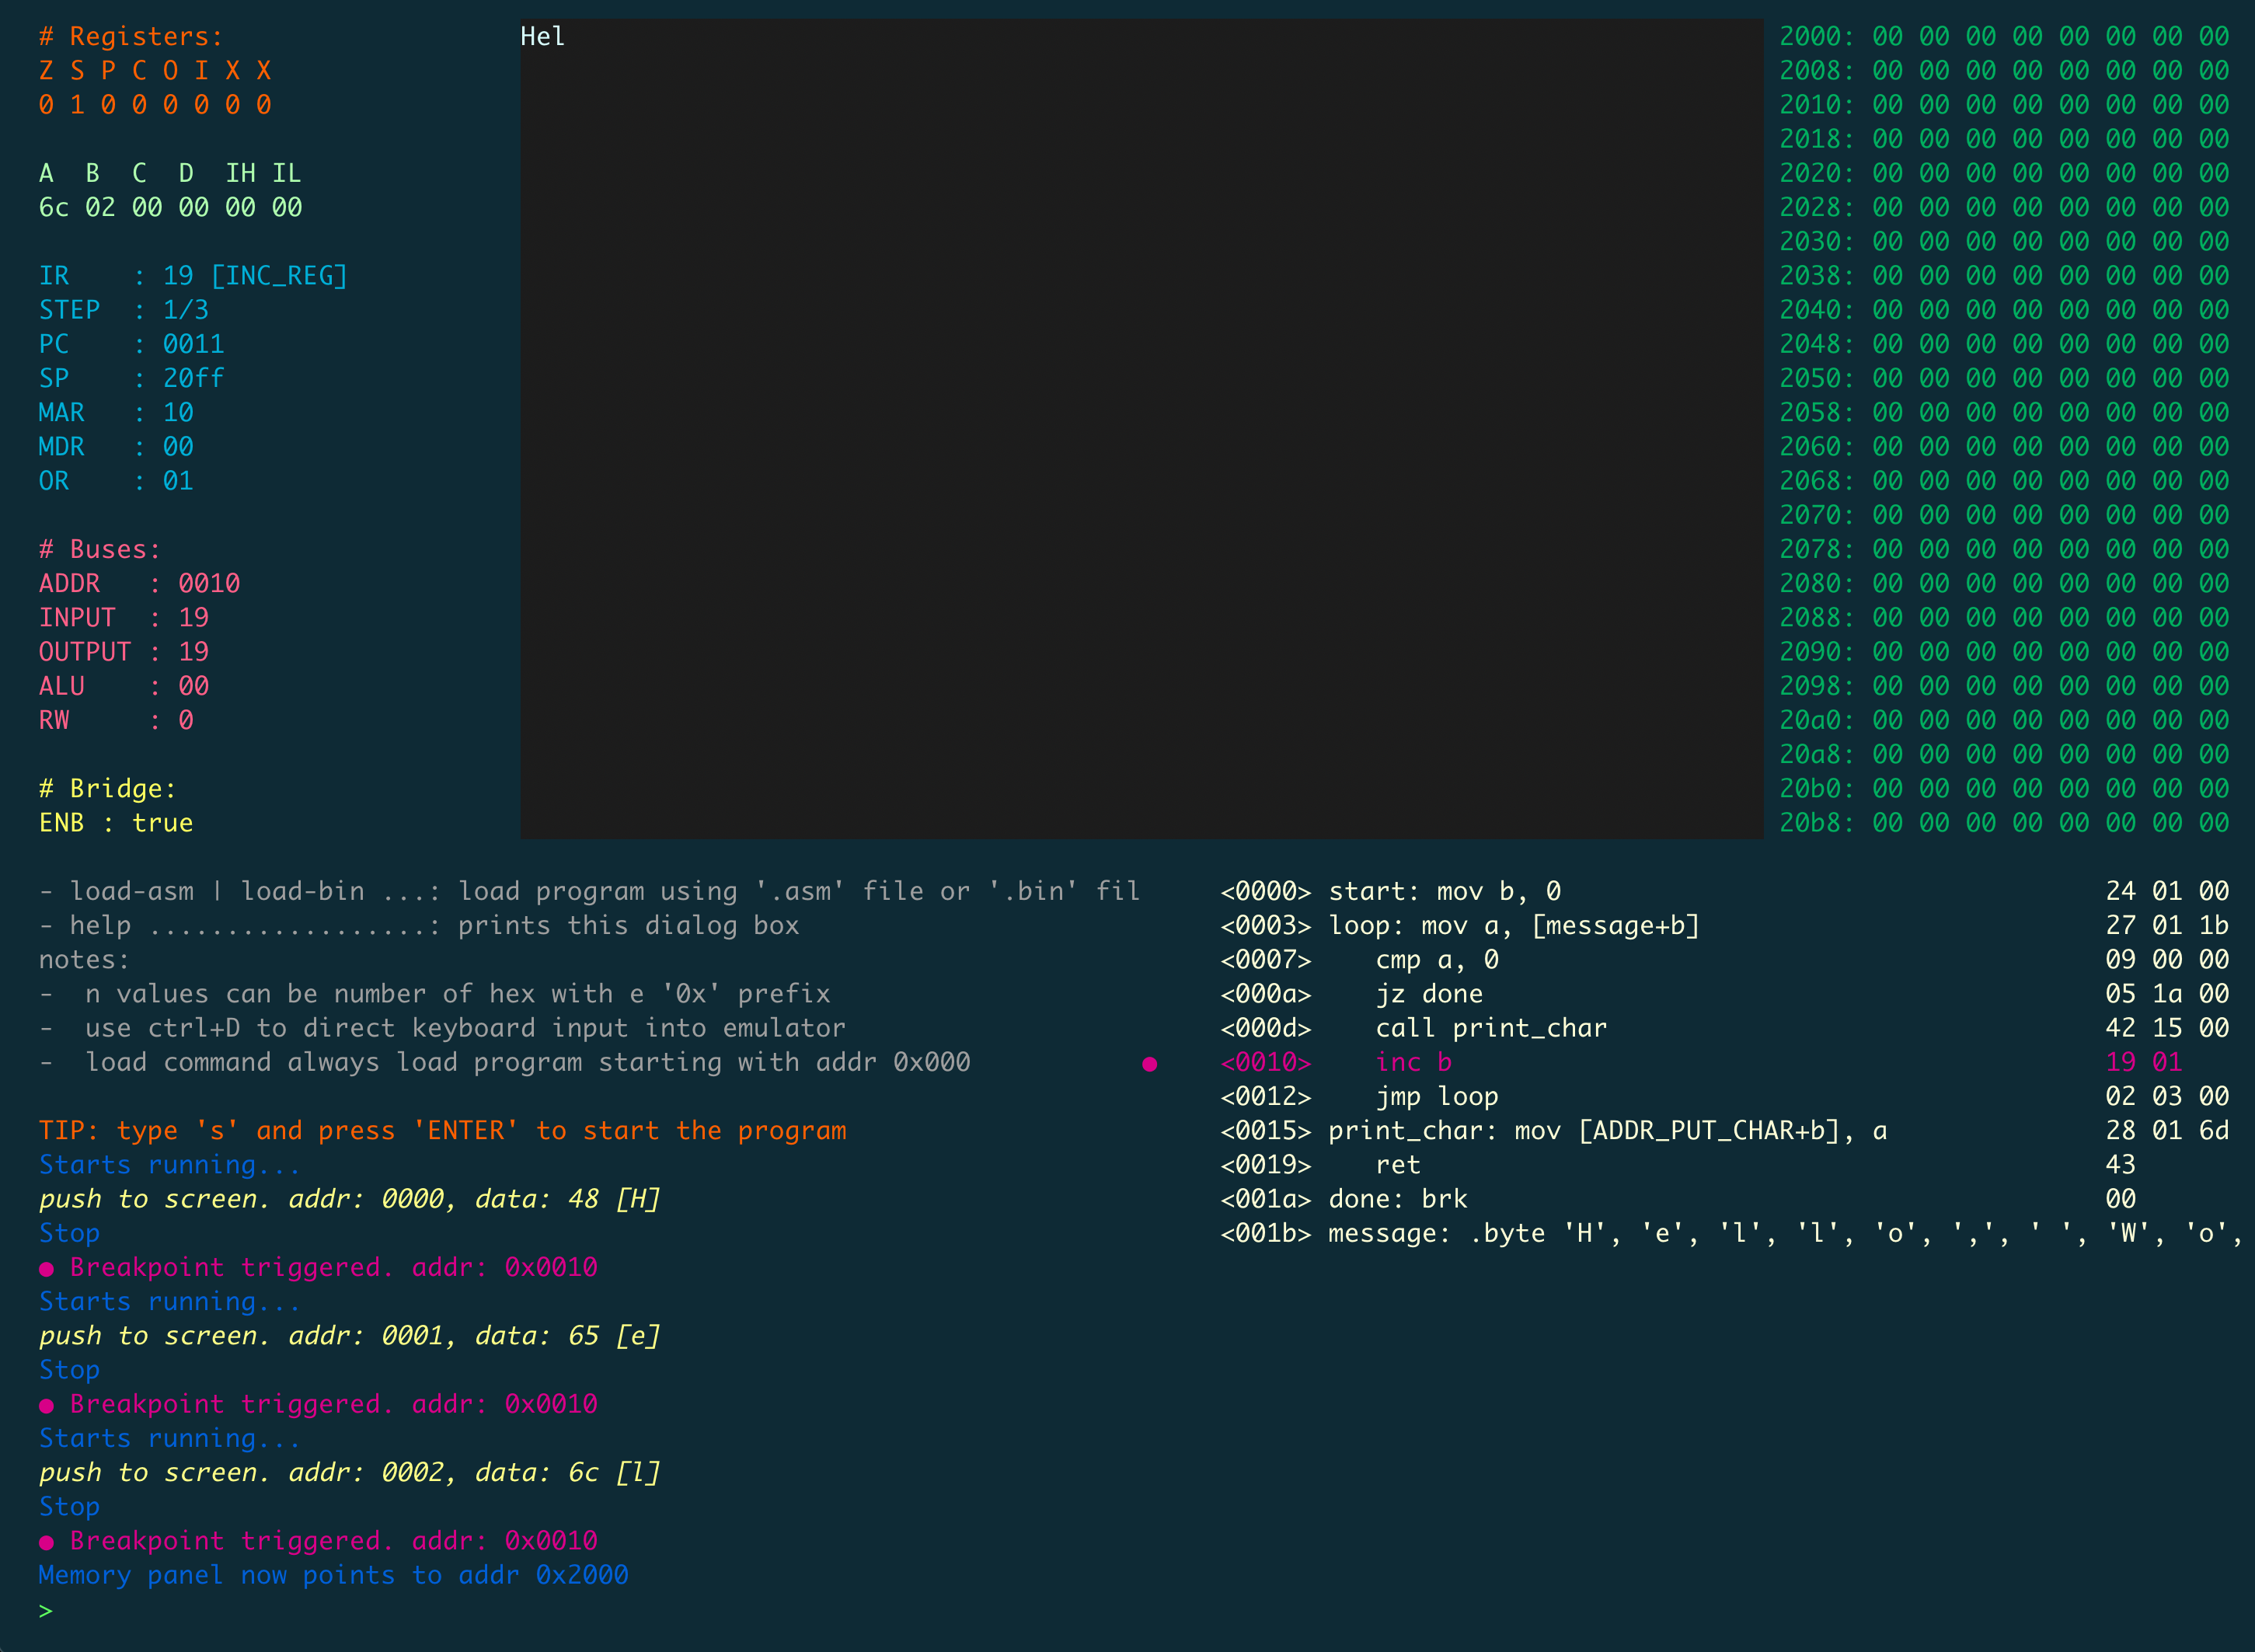 # Registers:
Z S P C O I X X
0 1 0 0 0 0 0 0
A B C D IH IL
6c 02 00 00 00 00
IR : 19 [INC_REG]
STEP : 1/3
PC : 0011
SP : 20ff
MAR : 10
MDR : 00
OR : 01
# Buses:
ADDR : 0010
INPUT : 19
OUTPUT : 19
ALU : 00
RW : 0
# Bridge:
ENB : true
Hel
2000: 00 00 00 00 00 00 00 00
2008: 00 00 00 00 00 00 00 00
2010: 00 00 00 00 00 00 00 00
2018: 00 00 00 00 00 00 00 00
2020: 00 00 00 00 00 00 00 00
2028: 00 00 00 00 00 00 00 00
2030: 00 00 00 00 00 00 00 00
2038: 00 00 00 00 00 00 00 00
2040: 00 00 00 00 00 00 00 00
2048: 00 00 00 00 00 00 00 00
2050: 00 00 00 00 00 00 00 00
2058: 00 00 00 00 00 00 00 00
2060: 00 00 00 00 00 00 00 00
2068: 00 00 00 00 00 00 00 00
2070: 00 00 00 00 00 00 00 00
2078: 00 00 00 00 00 00 00 00
2080: 00 00 00 00 00 00 00 00
2088: 00 00 00 00 00 00 00 00
2090: 00 00 00 00 00 00 00 00
2098: 00 00 00 00 00 00 00 00
20a0: 00 00 00 00 00 00 00 00
20a8: 00 00 00 00 00 00 00 00
20b0: 00 00 00 00 00 00 00 00
20b8: 00 00 00 00 00 00 00 00
- load-asm | load-bin ...: load program using '.asm' file or '.bin' fil
- help ..................: prints this dialog box
notes:
- n values can be number of hex with e '0x' prefix
- use ctrl+D to direct keyboard input into emulator
- load command always load program starting with addr 0x000
TIP: type 's' and press 'ENTER' to start the program
Starts running...
push to screen. addr: 0000, data: 48 [H]
Stop
● Breakpoint triggered. addr: 0x0010
Starts running...
push to screen. addr: 0001, data: 65 [e]
Stop
● Breakpoint triggered. addr: 0x0010
Starts running...
push to screen. addr: 0002, data: 6c [l]
Stop
● Breakpoint triggered. addr: 0x0010
Memory panel now points to addr 0x2000
>
<0000> start: mov b, 0 24 01 00
<0003> loop: mov a, [message+b] 27 01 1b
<0007> cmp a, 0 09 00 00
<000a> jz done 05 1a 00
<000d> call print_char 42 15 00
● <0010> inc b 19 01
<0012> jmp loop 02 03 00
<0015> print_char: mov [ADDR_PUT_CHAR+b], a 28 01 6d
<0019> ret 43
<001a> done: brk 00
<001b> message: .byte 'H', 'e', 'l', 'l', 'o', ',', ' ', 'W', 'o',